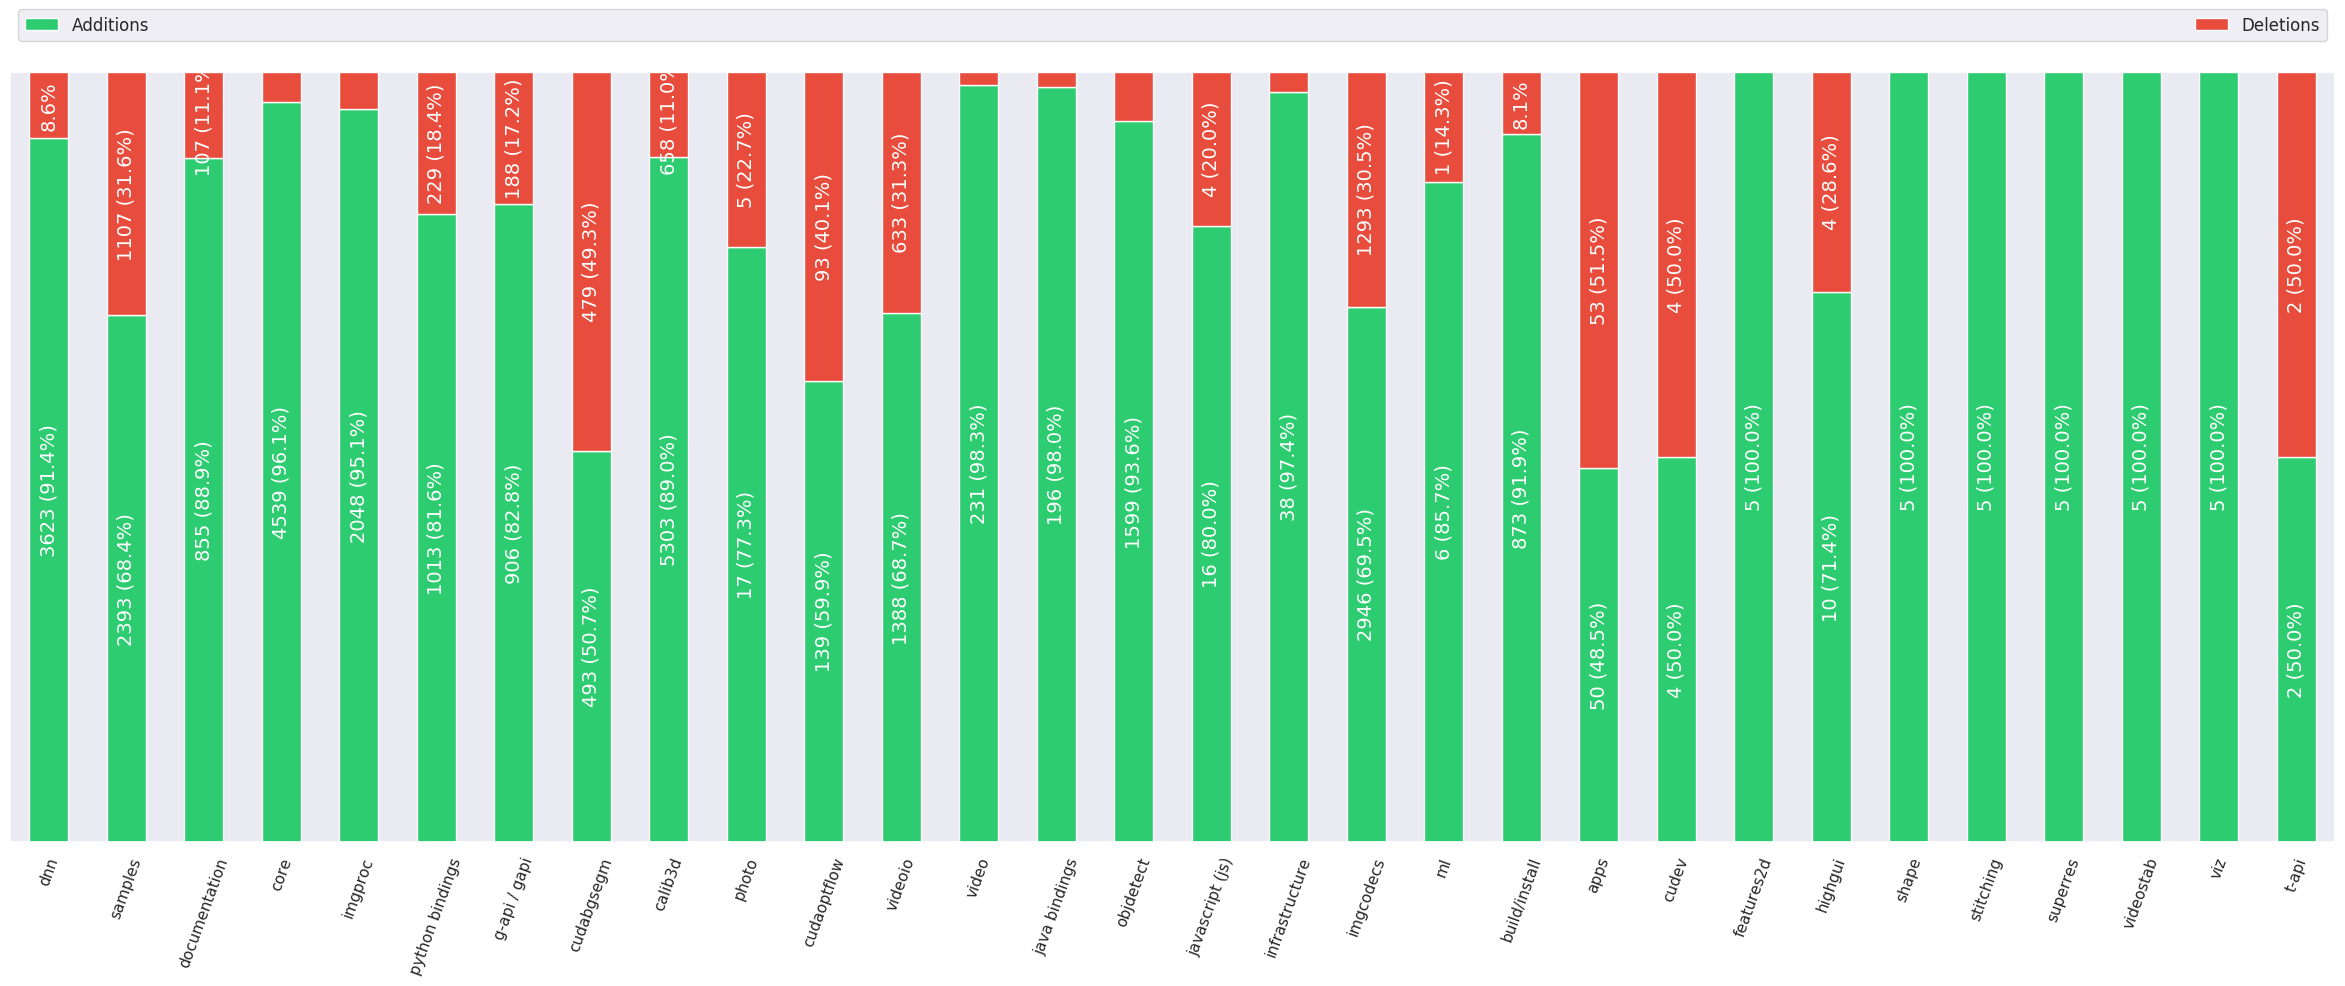 Additions
Deletions
8.6%
3623 (91.4%)
1107 (31.6%)
2393 (68.4%)
107 (11.1%
855 (88.9%)
4539 (96.1%)
2048 (95.1%)
229 (18.4%)
1013 (81.6%)
188 (17.2%)
906 (82.8%)
479 (49.3%)
493 (50.7%)
658 (11.0%
5303 (89.0%)
5 (22.7%)
17 (77.3%)
93 (40.1%)
139 (59.9%)
633 (31.3%)
1388 (68.7%)
231 (98.3%)
196 (98.0%)
1599 (93.6%)
4 (20.0%)
16 (80.0%)
38 (97.4%)
1293 (30.5%)
2946 (69.5%)
1 (14.3%)
6 (85.7%)
8.1%
873 (91.9%)
53 (51.5%)
50 (48.5%)
4 (50.0%)
4 (50.0%)
5 (100.0%)
4 (28.6%)
10 (71.4%)
5 (100.0%)
5 (100.0%)
5 (100.0%)
5 (100.0%)
5 (100.0%)
2 (50.0%)
2 (50.0%)
dnn
samples
documentation
core
imgproc
python bindings
g-api / gapi
cudabgsegm
calib3d
photo
cudaoptflow
videoio
video
java bindings
objdetect
javascript (js)
infrastructure
imgcodecs
ml
build/install
apps
cudev
features2d
highgui
shape
stitching
superres
videostab
viz
t-api